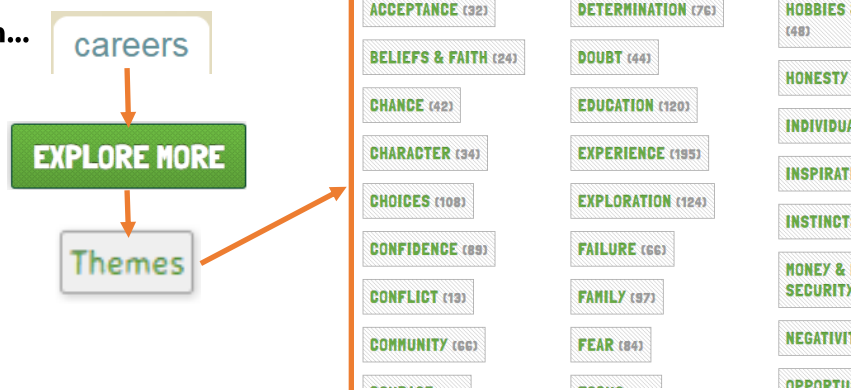 careers
EXPLORE MORE
Themes
ACCEPTANCE (32)
BELIEFS & FAITH (24)
CHANCE (42)
CHARACTER (34)
CHOICES (108)
CONFIDENCE (89)
CONFLICT (13)
COMMUNITY (66)
DETERMINATION (76)
DOUBT (44)
EDUCATION (120)
EXPERIENCE (195)
EXPLORATION (124)
FAILURE (66)
FAMILY (97)
FEAR (84)
HOBBIES
(48)
HONESTY
MONEY &
SECURITY